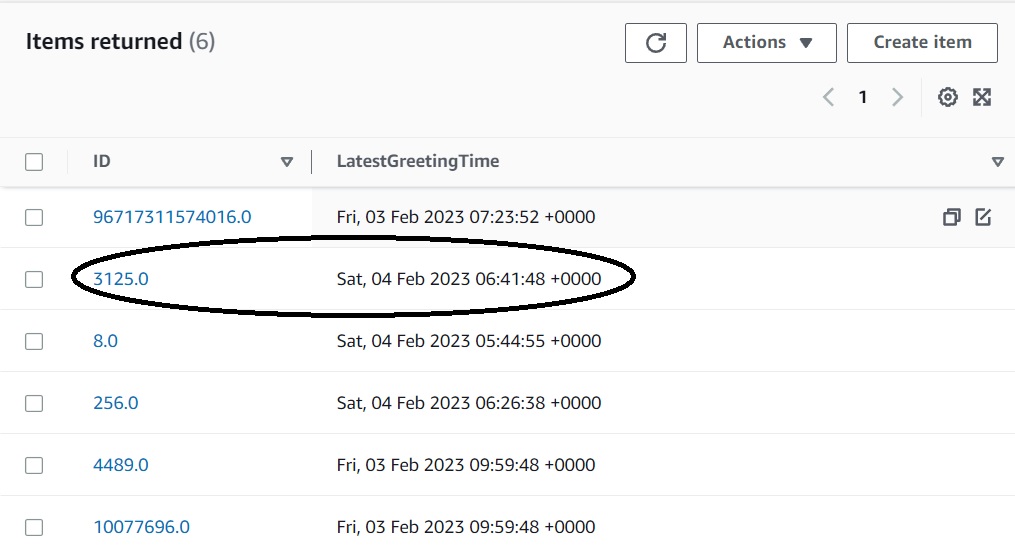 Items returned (6)
Actions
Create item
1
ID LatestGreetingTime
96717311574016.0 Fri, 03 Feb 2023 07:23:52 +0000
3125.0 Sat, 04 Feb 2023 06:41:48 +0000
8.0 Sat, 04 Feb 2023 05:44:55 +0000
256.0 Sat, 04 Feb 2023 06:26:38 +0000
4489.0 Fri, 03 Feb 2023 09:59:48 +0000
10077696.0 Fri, 03 Feb 2023 09:59:48 +0000